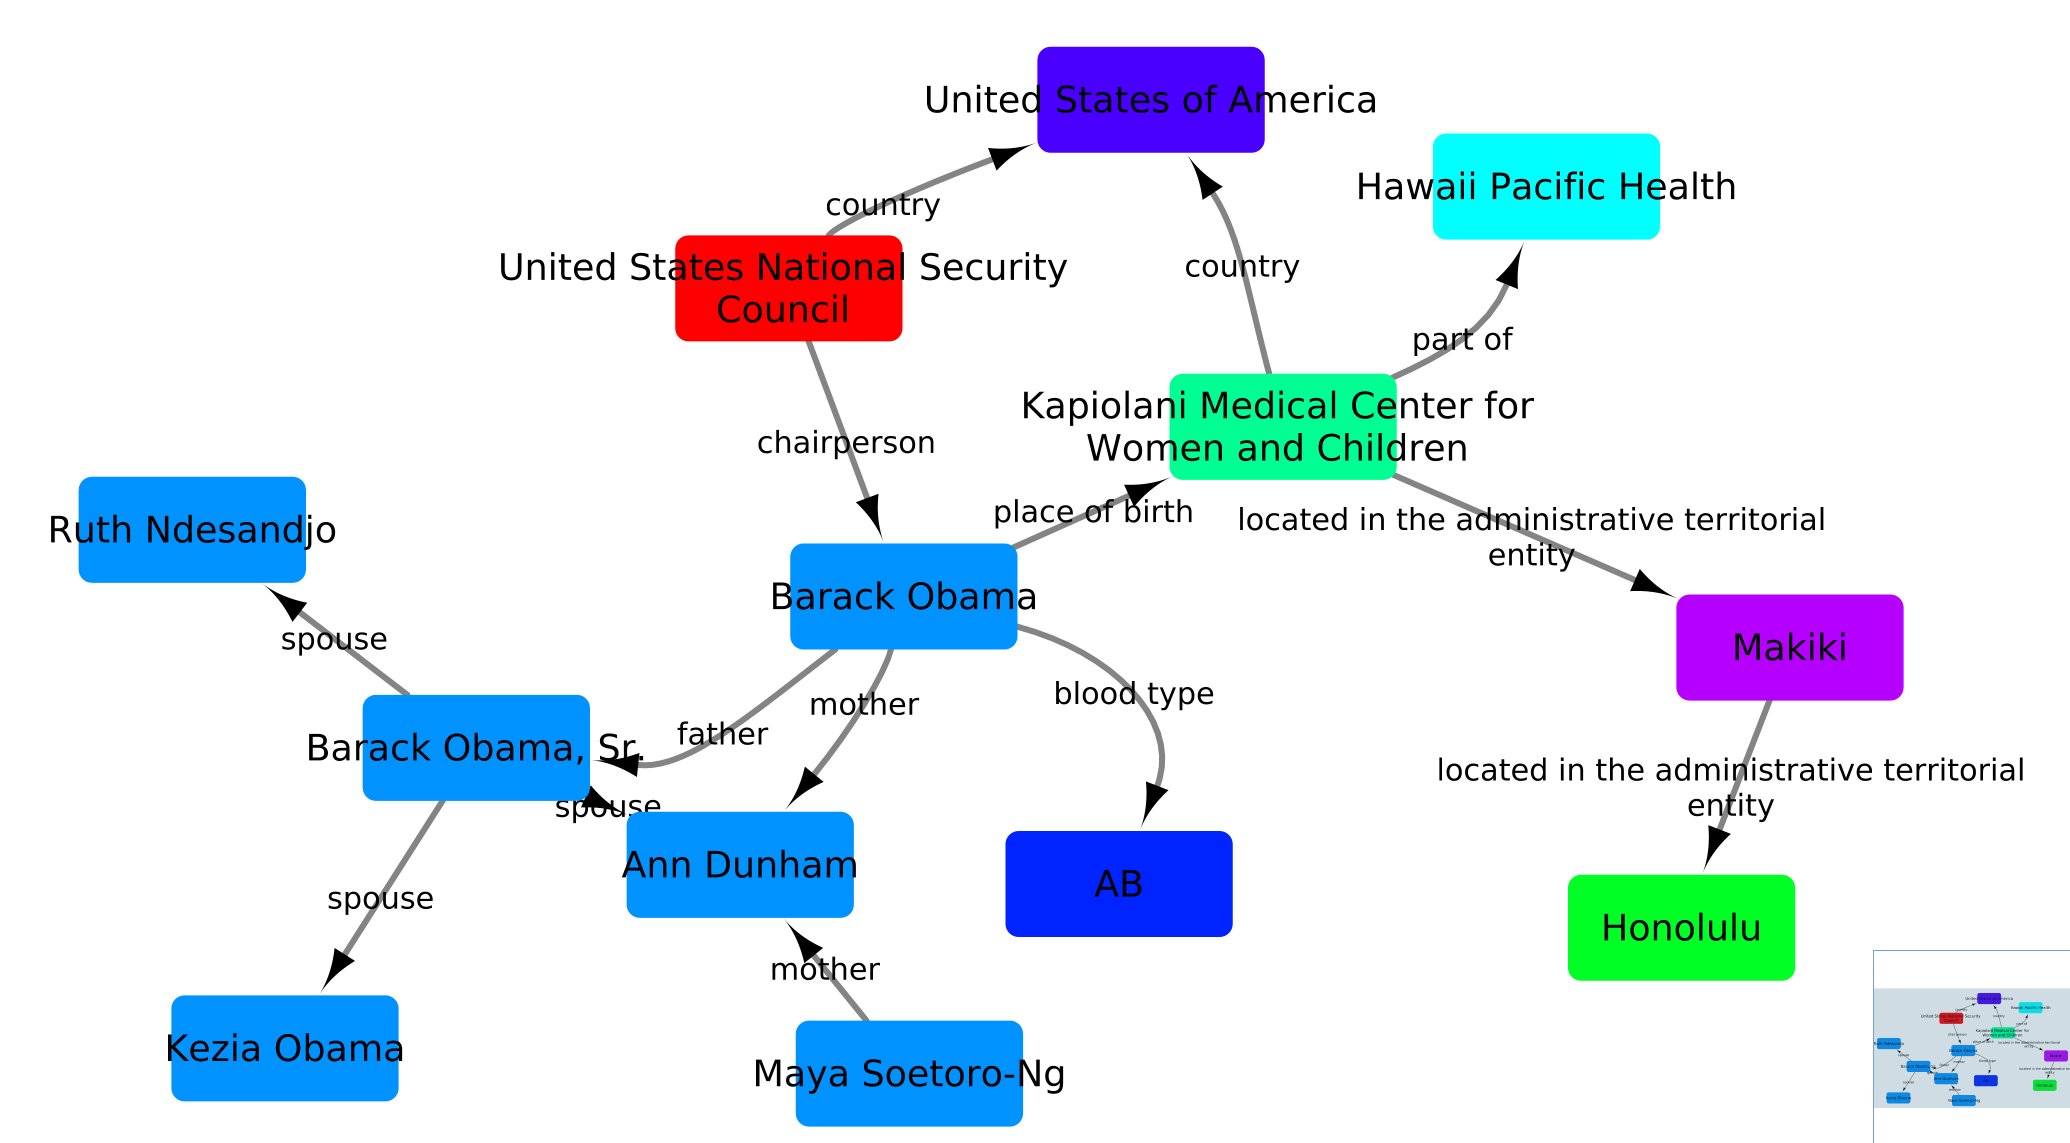 United States of America
Hawaii Pacific Health
country
United States National Security
Council
country
part of
Kapiolani Medical Center for
Women and Children
chairperson
place of birth
located in the administrative territorial
entity
Ruth Ndesandjo
Barack Obama
spouse
Makiki
blood type
mother
father
Barack Obama, Sr.
located in the administrative territorial
entity
spouse
Ann Dunham
AB
spouse
Honolulu
mother
Kezia Obama
Maya Soetoro-Ng